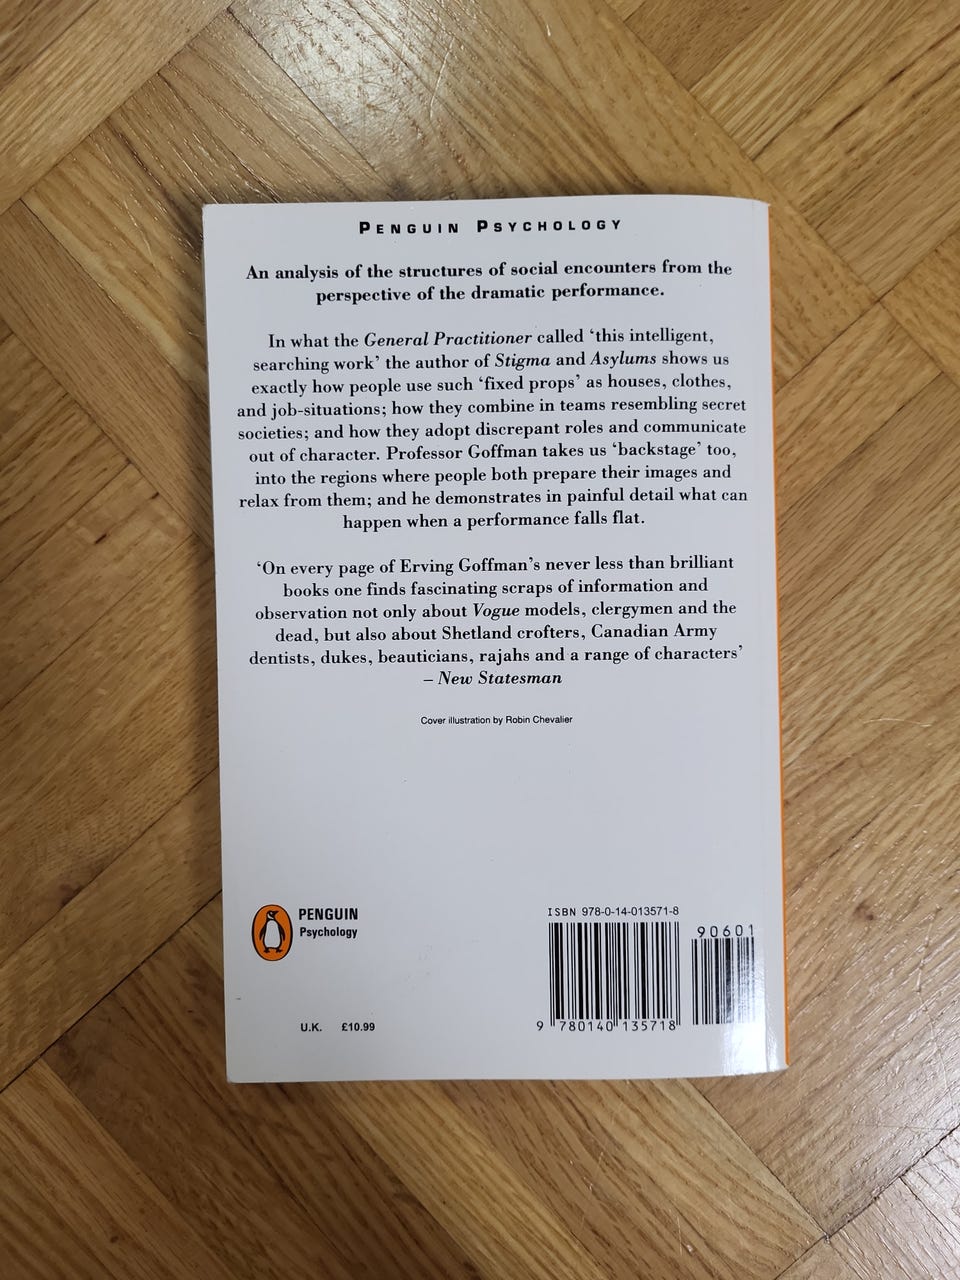 PENGUIN PSYCHOLOGY
An analysis of the structures of social encounters from the
perspective of the dramatic performance.
In what the General Practitioner called ‘this intelligent,
searching work’ the author of Stigma and Asylums shows us
exactly how people use such ‘fixed props’ as houses, clothes,
and job-situations; how they combine in teams resembling secret
societies; and how they adopt discrepant roles and communicate
out of character. Professor Goffman takes us ‘backstage’ too,
into the regions where people both prepare their images and
relax from them; and he demonstrates in painful detail what can
happen when a performance falls flat.
‘On every page of Erving Goffman’s never less than brilliant
books one finds fascinating scraps of information and
observation not only about Vogue models, clergymen and the
dead, but also about Shetland crofters, Canadian Army
dentists, dukes, beauticians, rajahs and a range of characters’
– New Statesman
Cover illustration by Robin Chevalier
PENGUIN
Psychology
U.K. £10.99
ISBN 978-0-14-013571-8
90601
9 780140 135718